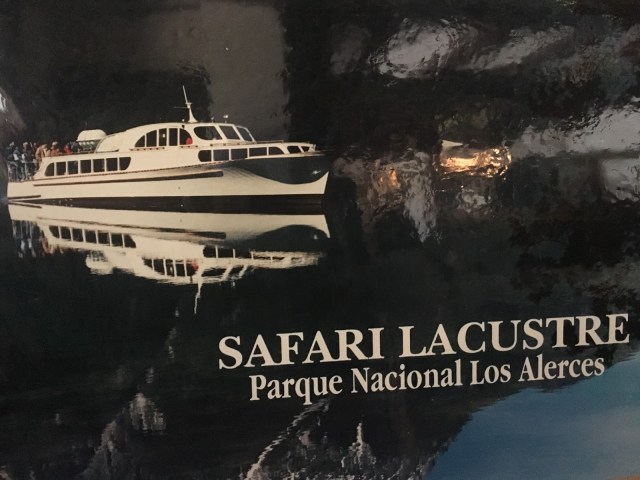 SAFARI LACUSTRE
Parque Nacional Los Alerces